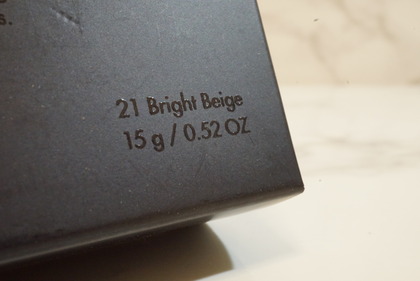 s.
21 Bright Beige
15 g / 0.52 OZ